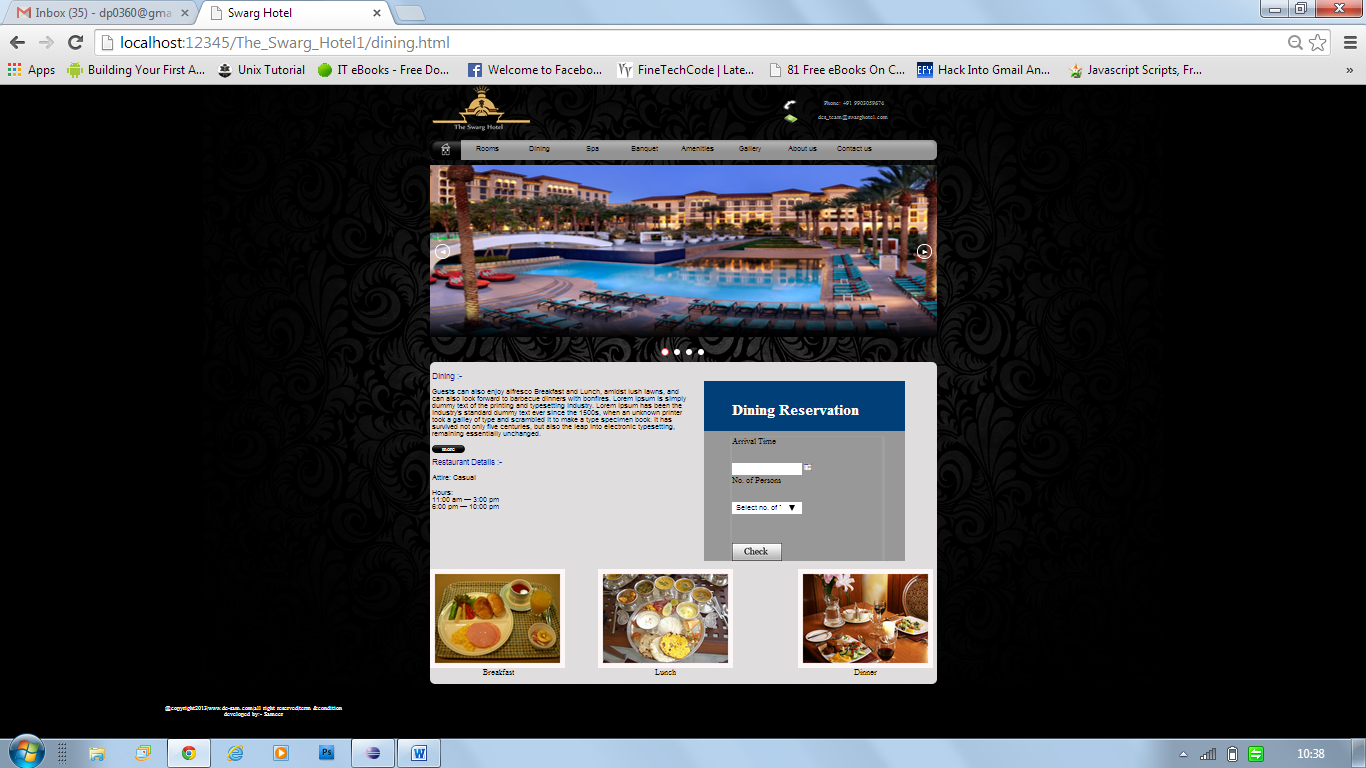 Inbox (35) - dp0360@gma
Swarg Hotel
localhost:12345/The_Swarg_Hotel1/dining.html
Apps
Building Your First A...
Unix Tutorial
IT eBooks - Free Do...
Welcome to Facebo...
FineTechCode | Late...
81 Free eBooks On C...
EFY
Hack Into Gmail An...
Javascript Scripts, Fr...
»
The Swarg Hotel
Phone: +91 9903059674
dcs_team@swarghotel.com
Rooms
Dining
Spa
Banquet
Amenities
Gallery
About us
Contact us
Dining :-
Guests can also enjoy alfresco Breakfast and Lunch, amidst lush lawns, and
can also look forward to barbecue dinners with bonfires. Lorem Ipsum is simply
dummy text of the printing and typesetting industry. Lorem Ipsum has been the
industry's standard dummy text ever since the 1500s, when an unknown printer
took a galley of type and scrambled it to make a type specimen book. It has
survived not only five centuries, but also the leap into electronic typesetting,
remaining essentially unchanged.
more
Restaurant Details :-
Attire: Casual
Hours:
11:00 am — 3:00 pm
6:00 pm — 10:00 pm
Dining Reservation
Arrival Time
No. of Persons
Select no. of
Check
Breakfast
Lunch
Dinner
@copyright2013|www.dc-sam.com|all right reserved|term &condition
developed by:- Sameer
Ps
W
10:38